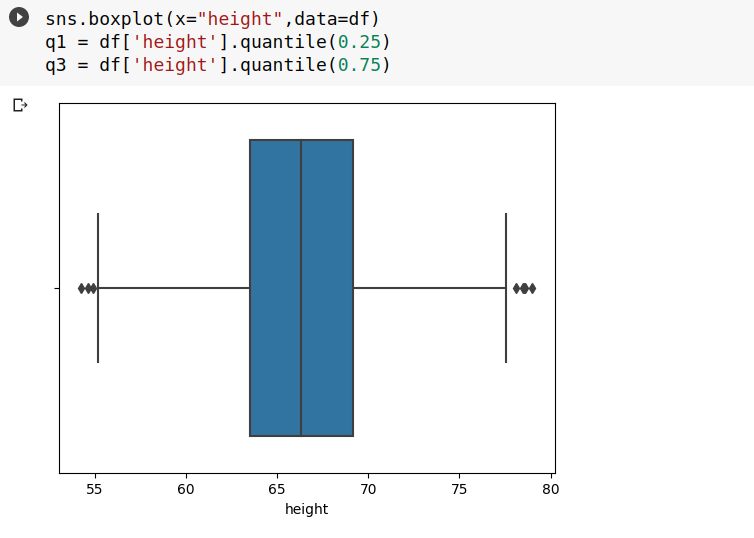 sns.boxplot(x="height",data=df)
q1 = df['height'].quantile(0.25)
q3 = df['height'].quantile(0.75)
55 60 65 70 75 80
height